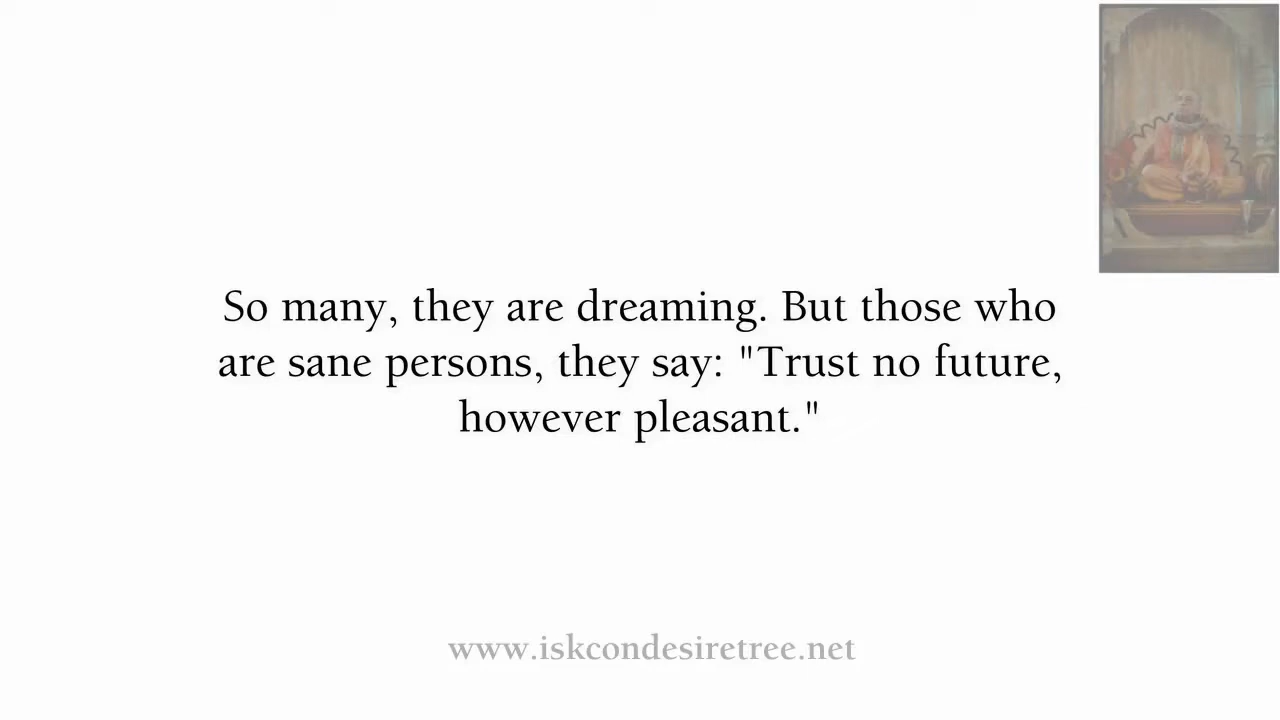 So many, they are dreaming. But those who
are sane persons, they say: "Trust no future,
however pleasant."
www.iskcondesiretree.net